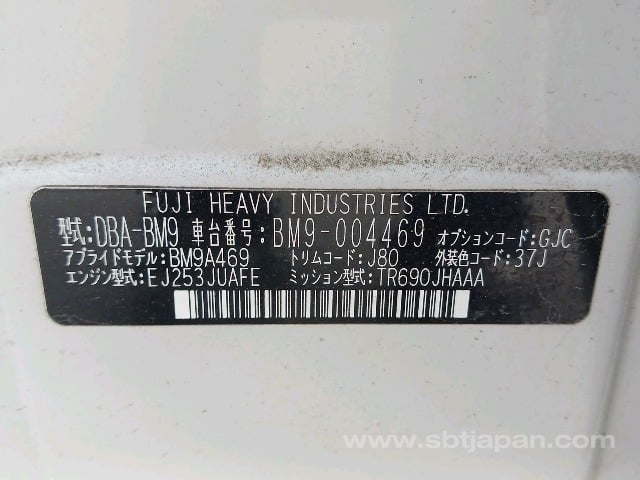 FUJI HEAVY INDUSTRIES LTD.
型式:DBA-BM9 車台番号:BM9-004469 オプションコード:GJC
アプライドモデル:BM9A469 トリムコード:J80 外装色コード:37J
エンジン型式:EJ253JUAFE ミッション型式:TR690JHAAA
www.sbtjapan.com